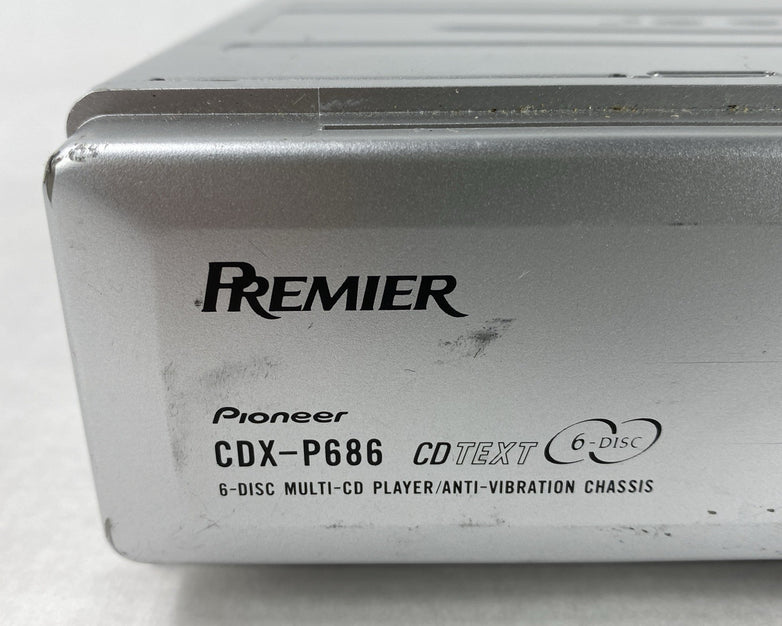 PREMIER
Pioneer
CDX-P686 CD TEXT 6-DISC
6-DISC MULTI-CD PLAYER/ANTI-VIBRATION CHASSIS